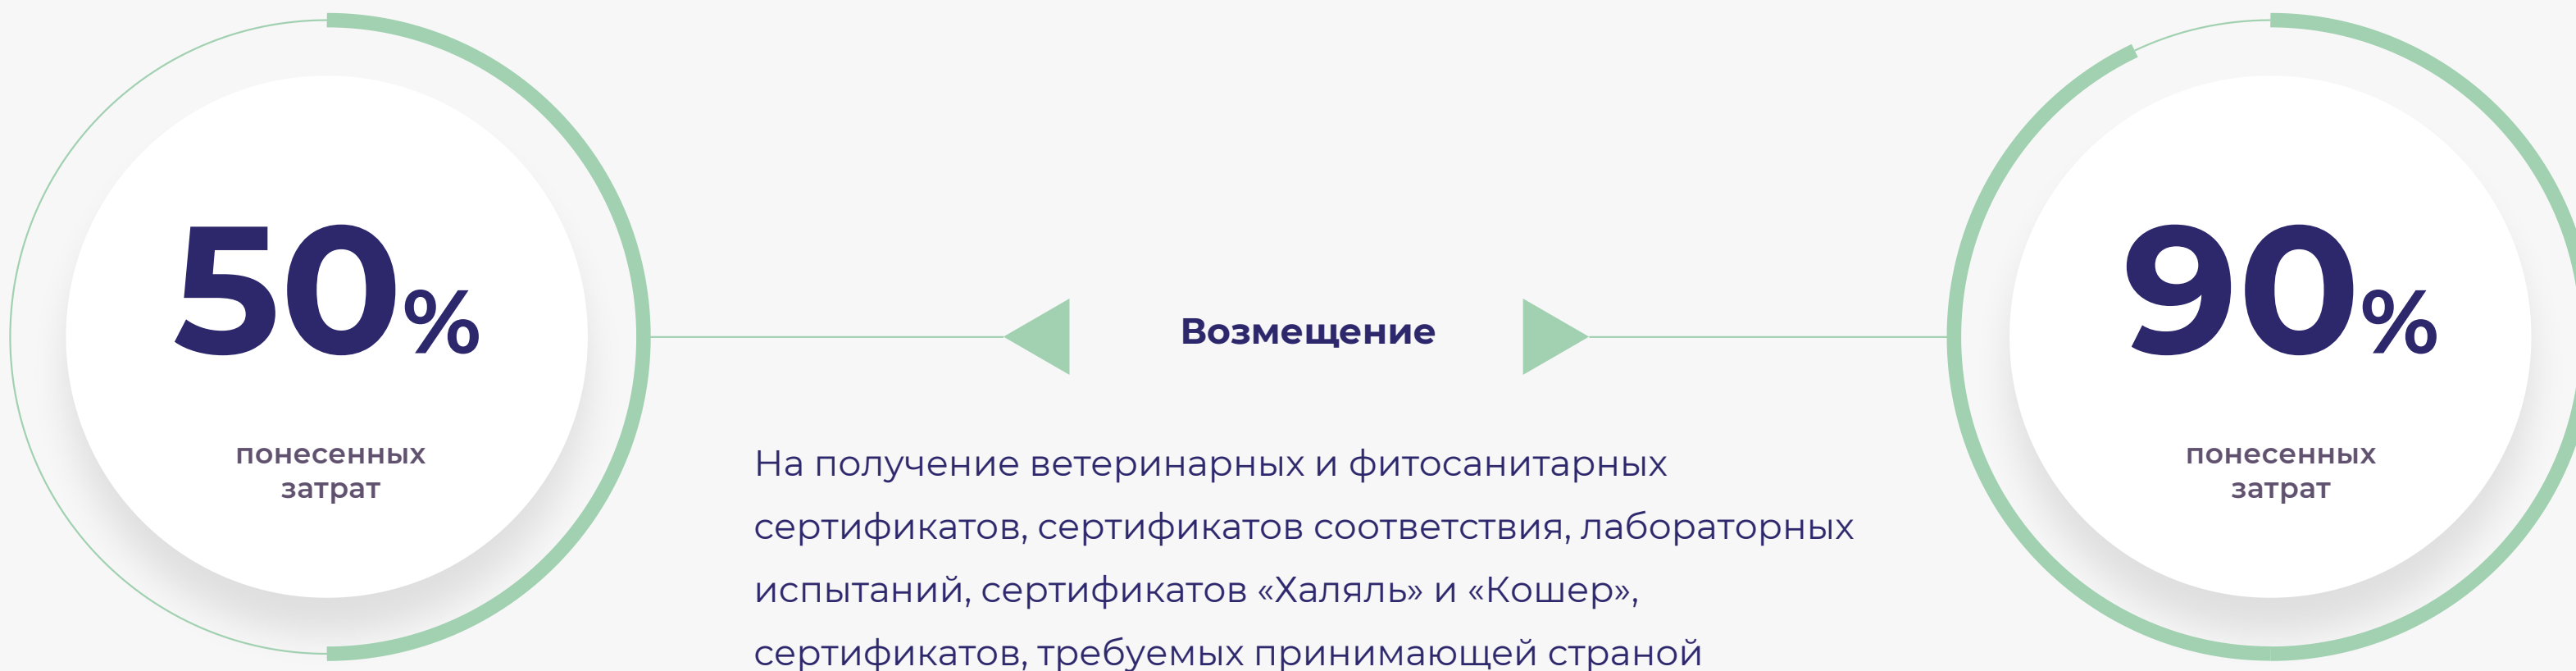 50%
понесенных
затрат
Возмещение
На получение ветеринарных и фитосанитарных
сертификатов, сертификатов соответствия, лабораторных
испытаний, сертификатов «Халяль» и «Кошер»,
сертификатов, требуемых принимающей страной
90%
понесенных
затрат